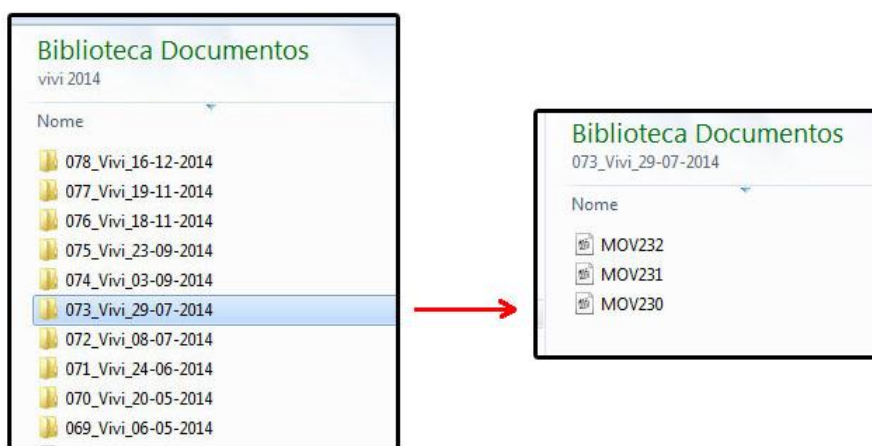 Biblioteca Documentos
vivi 2014
Nome
078_Vivi_16-12-2014
077_Vivi_19-11-2014
076_Vivi_18-11-2014
075_Vivi_23-09-2014
074_Vivi_03-09-2014
073_Vivi_29-07-2014
072_Vivi_08-07-2014
071_Vivi_24-06-2014
070_Vivi_20-05-2014
069_Vivi_06-05-2014
Biblioteca Documentos
073_Vivi_29-07-2014
Nome
MOV232
MOV231
MOV230